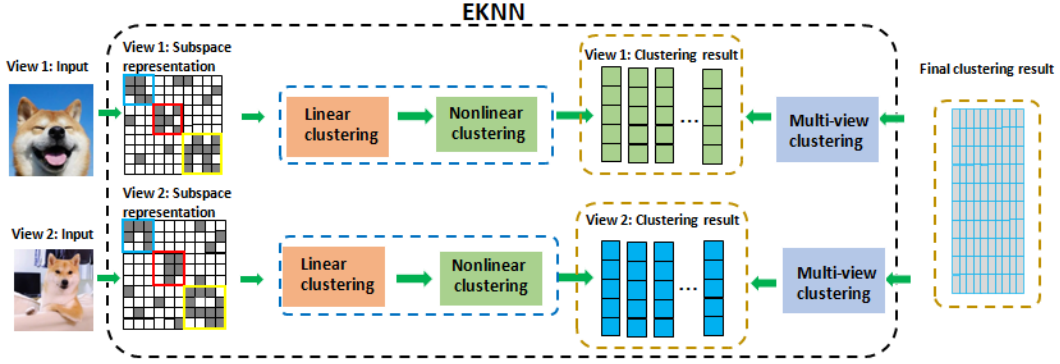 EKNN
View 1: Input
View 1: Subspace
representation
Linear
clustering
Nonlinear
clustering
View 1: Clustering result
...
Multi-view
clustering
Final clustering result
View 2: Input
View 2: Subspace
representation
Linear
clustering
Nonlinear
clustering
View 2: Clustering result
...
Multi-view
clustering